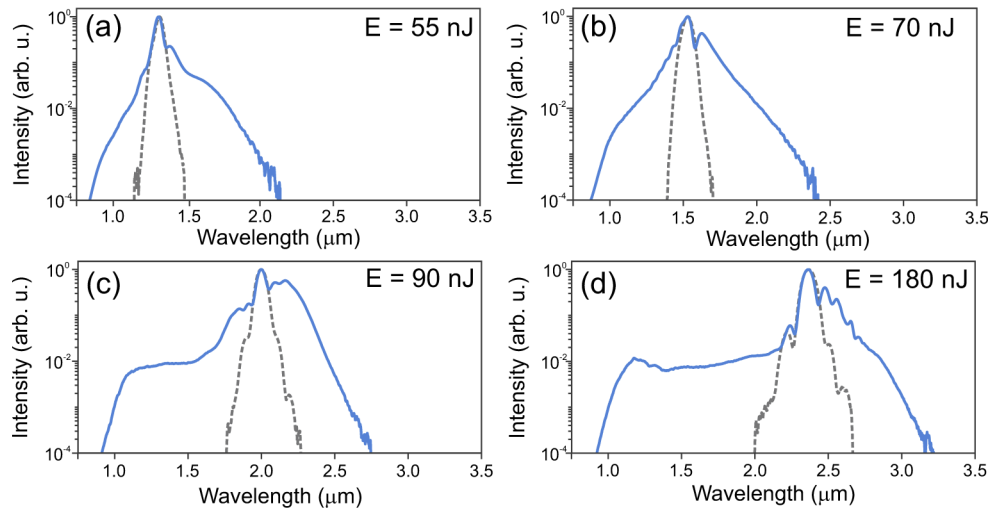 (a) E = 55 nJ
Intensity (arb. u.)
10^0
10^-2
10^-4
1.0 1.5 2.0 2.5 3.0 3.5
Wavelength (μm)
(b) E = 70 nJ
Intensity (arb. u.)
10^0
10^-2
10^-4
1.0 1.5 2.0 2.5 3.0 3.5
Wavelength (μm)
(c) E = 90 nJ
Intensity (arb. u.)
10^0
10^-2
10^-4
1.0 1.5 2.0 2.5 3.0 3.5
Wavelength (μm)
(d) E = 180 nJ
Intensity (arb. u.)
10^0
10^-2
10^-4
1.0 1.5 2.0 2.5 3.0 3.5
Wavelength (μm)